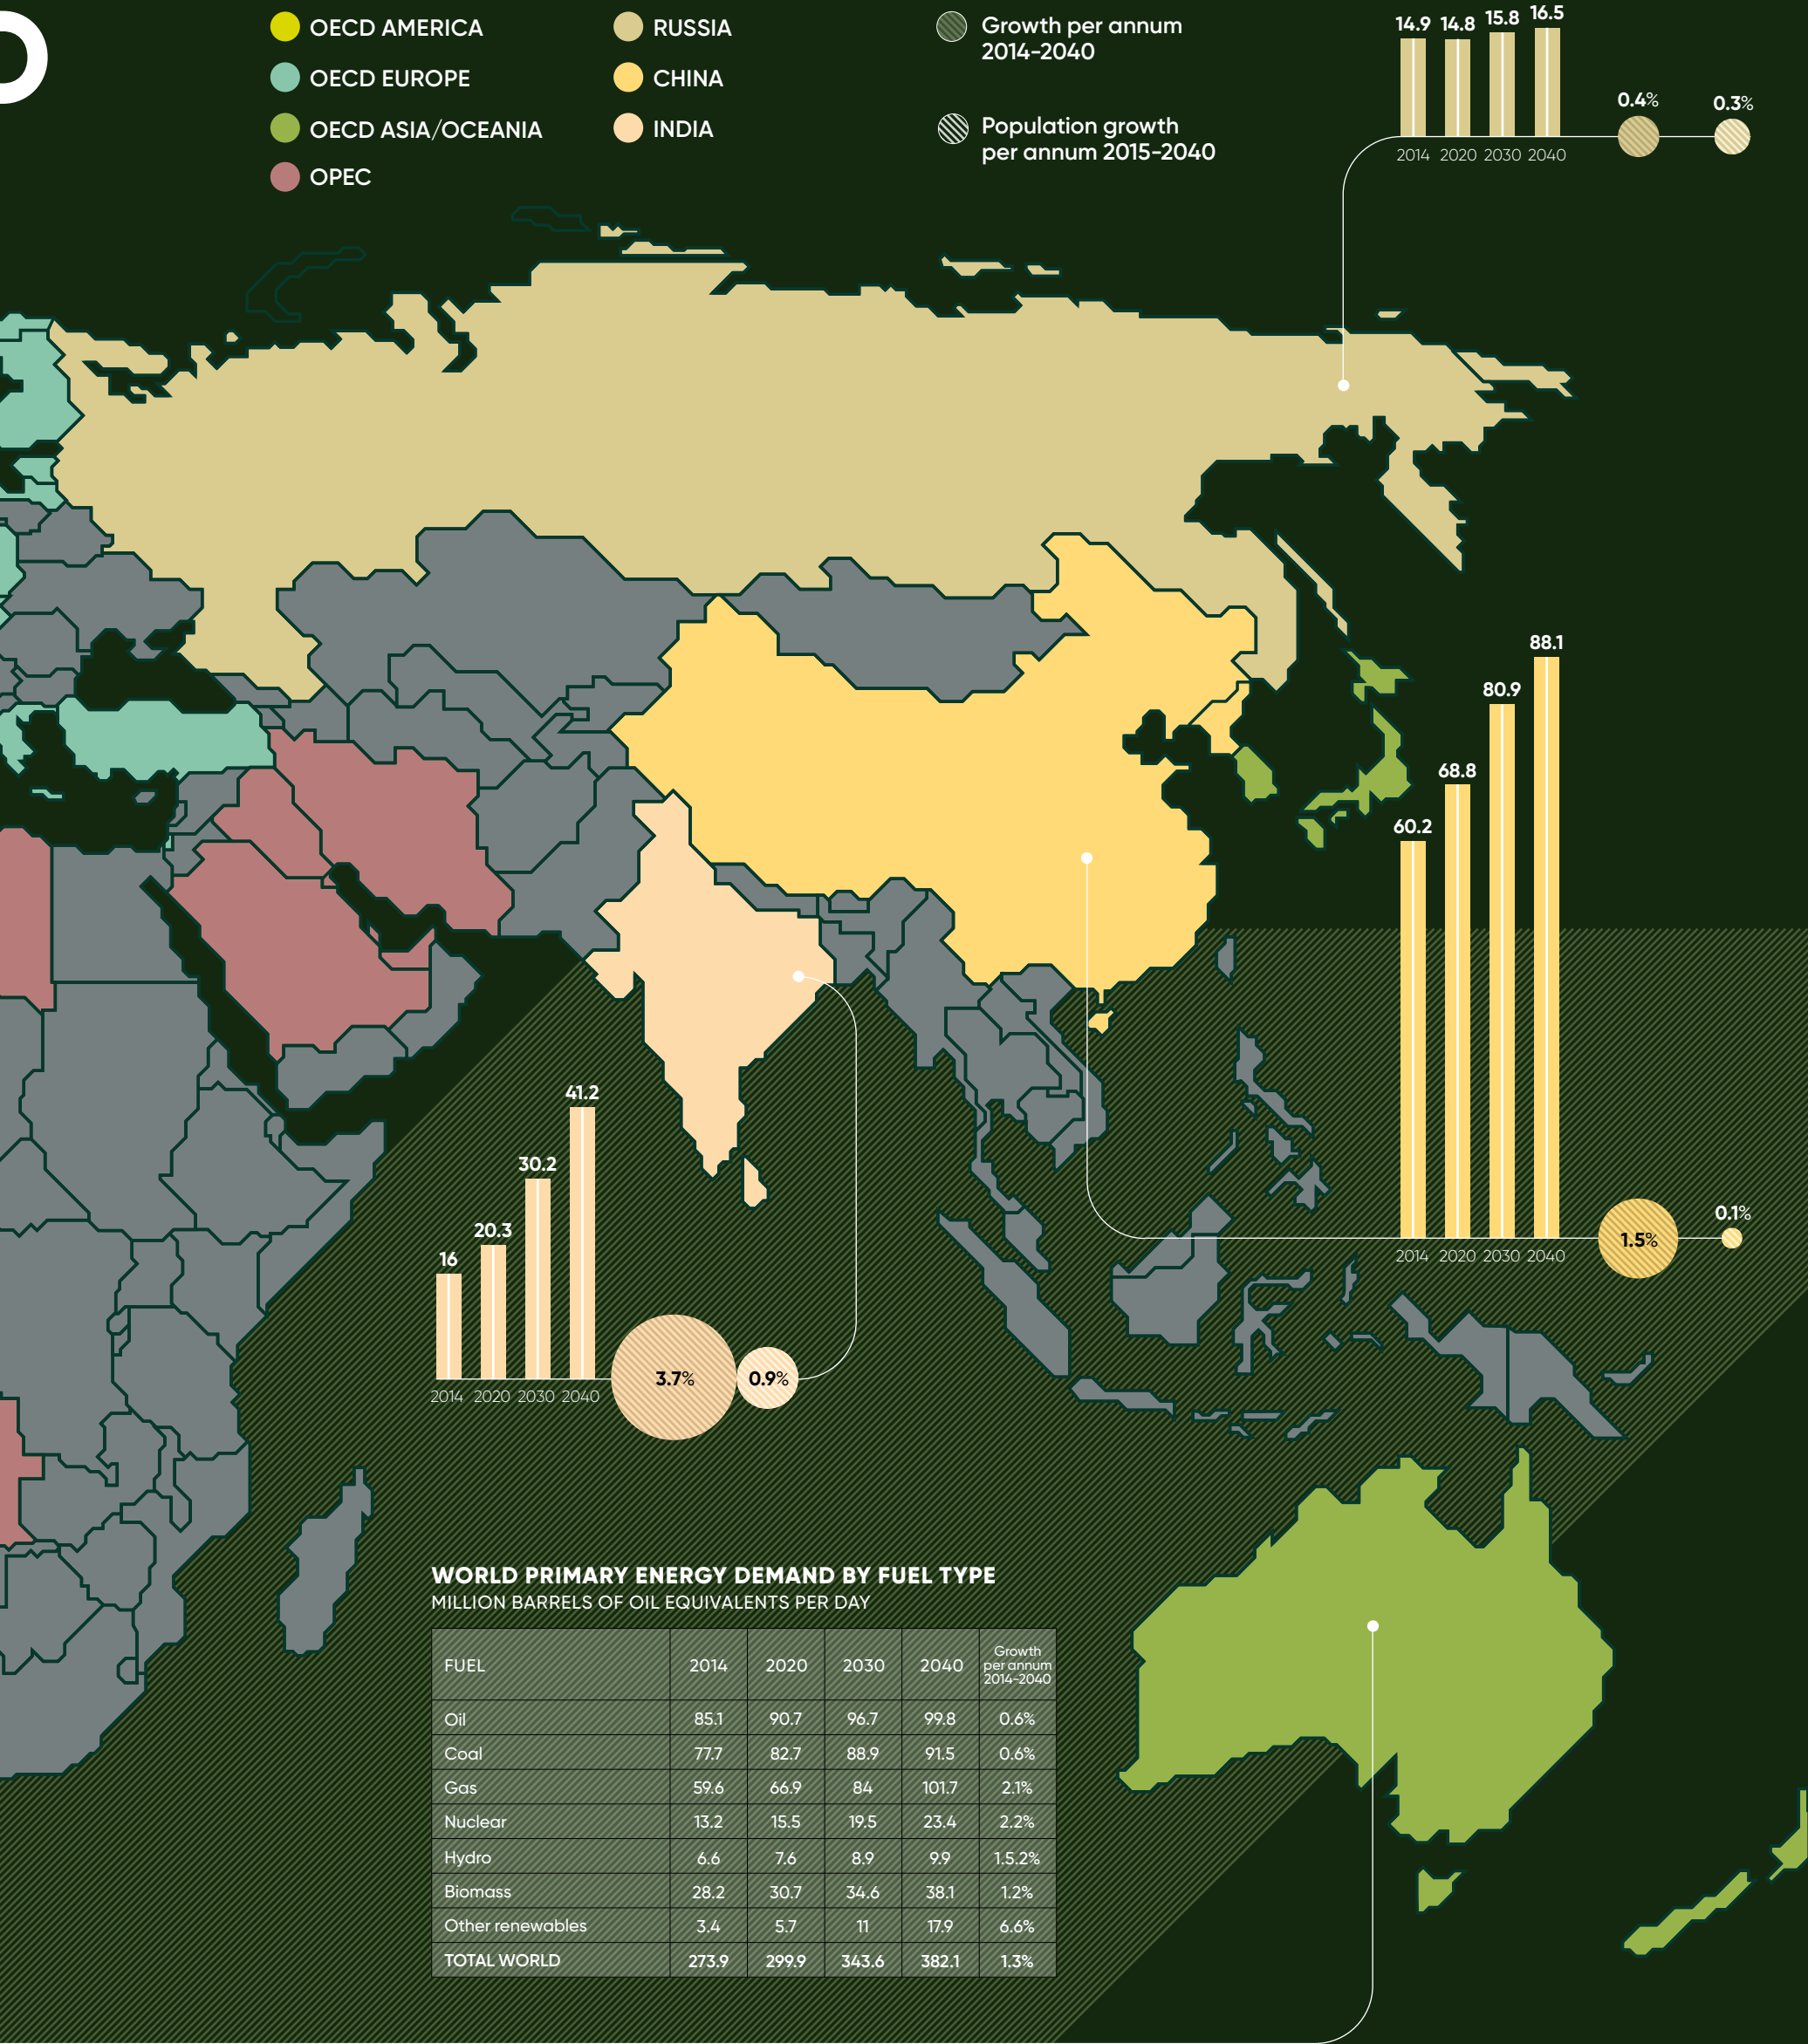 OECD AMERICA
OECD EUROPE
OECD ASIA/OCEANIA
OPEC
RUSSIA
CHINA
INDIA
Growth per annum
2014-2040
Population growth
per annum 2015-2040
14.9 14.8 15.8 16.5
2014 2020 2030 2040
0.4% 0.3%
60.2 68.8 80.9 88.1
2014 2020 2030 2040
1.5% 0.1%
16 20.3 30.2 41.2
2014 2020 2030 2040
3.7% 0.9%
WORLD PRIMARY ENERGY DEMAND BY FUEL TYPE
MILLION BARRELS OF OIL EQUIVALENTS PER DAY
FUEL 2014 2020 2030 2040 Growth
per annum
2014-2040
Oil 85.1 90.7 96.7 99.8 0.6%
Coal 77.7 82.7 88.9 91.5 0.6%
Gas 59.6 66.9 84 101.7 2.1%
Nuclear 13.2 15.5 19.5 23.4 2.2%
Hydro 6.6 7.6 8.9 9.9 1.5.2%
Biomass 28.2 30.7 34.6 38.1 1.2%
Other renewables 3.4 5.7 11 17.9 6.6%
TOTAL WORLD 273.9 299.9 343.6 382.1 1.3%